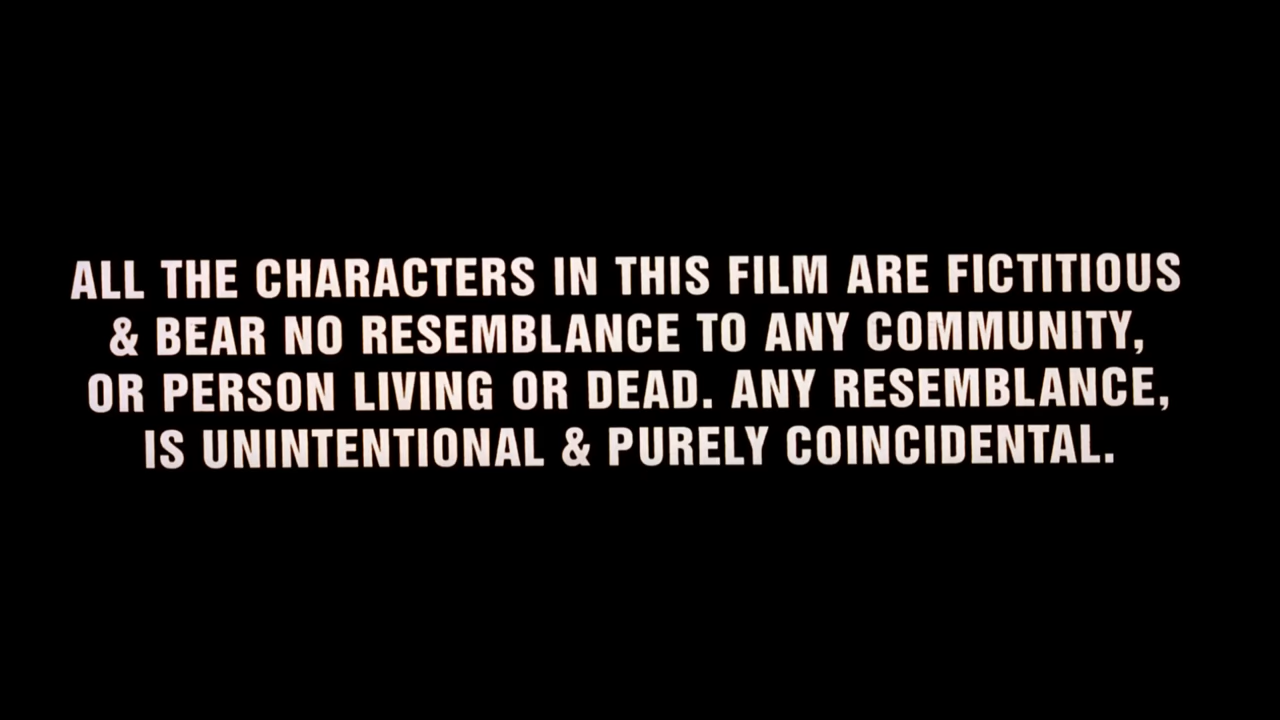 ALL THE CHARACTERS IN THIS FILM ARE FICTITIOUS
& BEAR NO RESEMBLANCE TO ANY COMMUNITY,
OR PERSON LIVING OR DEAD. ANY RESEMBLANCE,
IS UNINTENTIONAL & PURELY COINCIDENTAL.